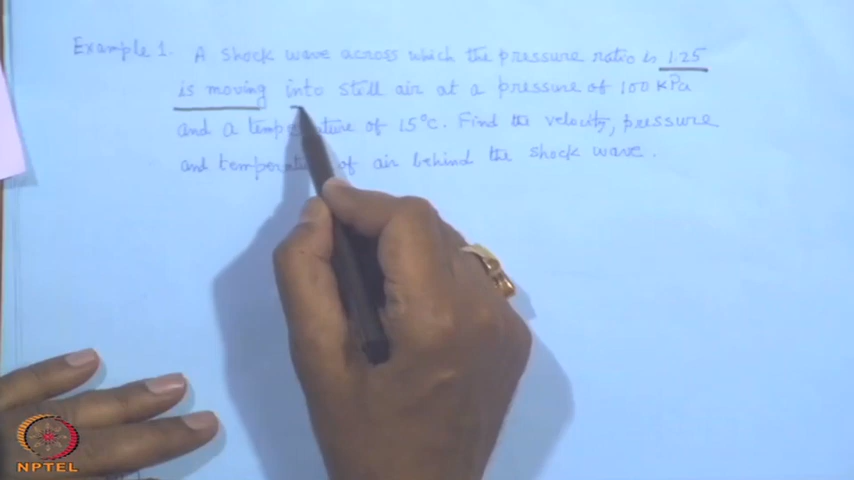 Example 1. A shock wave across which the pressure ratio is 1.25
is moving into still air at a pressure of 100 kPa
and a temperature of 15°C. Find the velocity, pressure
and temperature of air behind the shock wave.
NPTEL